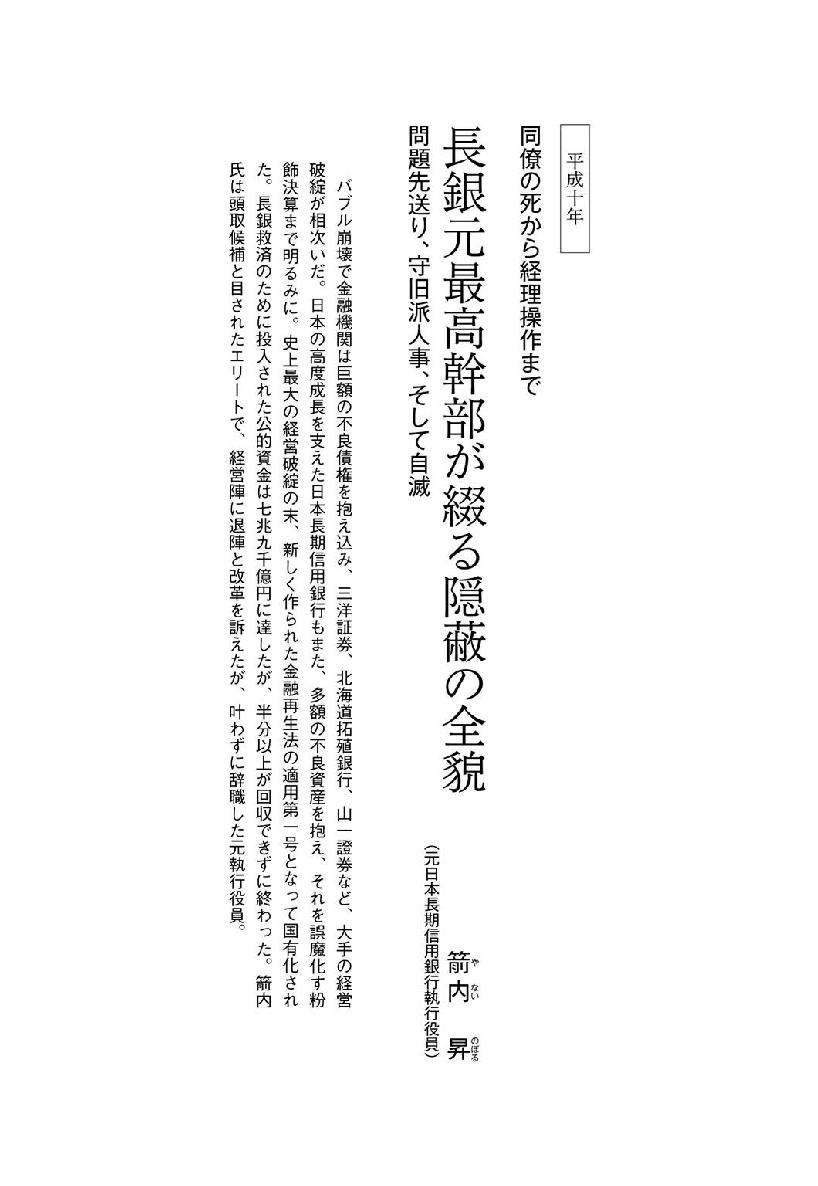 平成十年
同僚の死から経理操作まで
長銀元最高幹部が綴る隠蔽の全貌
問題先送り、守旧派人事、そして自滅
箭内 昇
や ない のぼる
（元日本長期信用銀行執行役員）
バブル崩壊で金融機関は巨額の不良債権を抱え込み、三洋証券、北海道拓殖銀行、山一證券など、大手の経営
破綻が相次いだ。日本の高度成長を支えた日本長期信用銀行もまた、多額の不良資産を抱え、それを誤魔化す粉
飾決算まで明るみに。史上最大の経営破綻の末、新しく作られた金融再生法の適用第一号となって国有化され
た。長銀救済のために投入された公的資金は七兆九千億円に達したが、半分以上が回収できずに終わった。箭内
氏は頭取候補と目されたエリートで、経営陣に退陣と改革を訴えたが、叶わずに辞職した元執行役員。